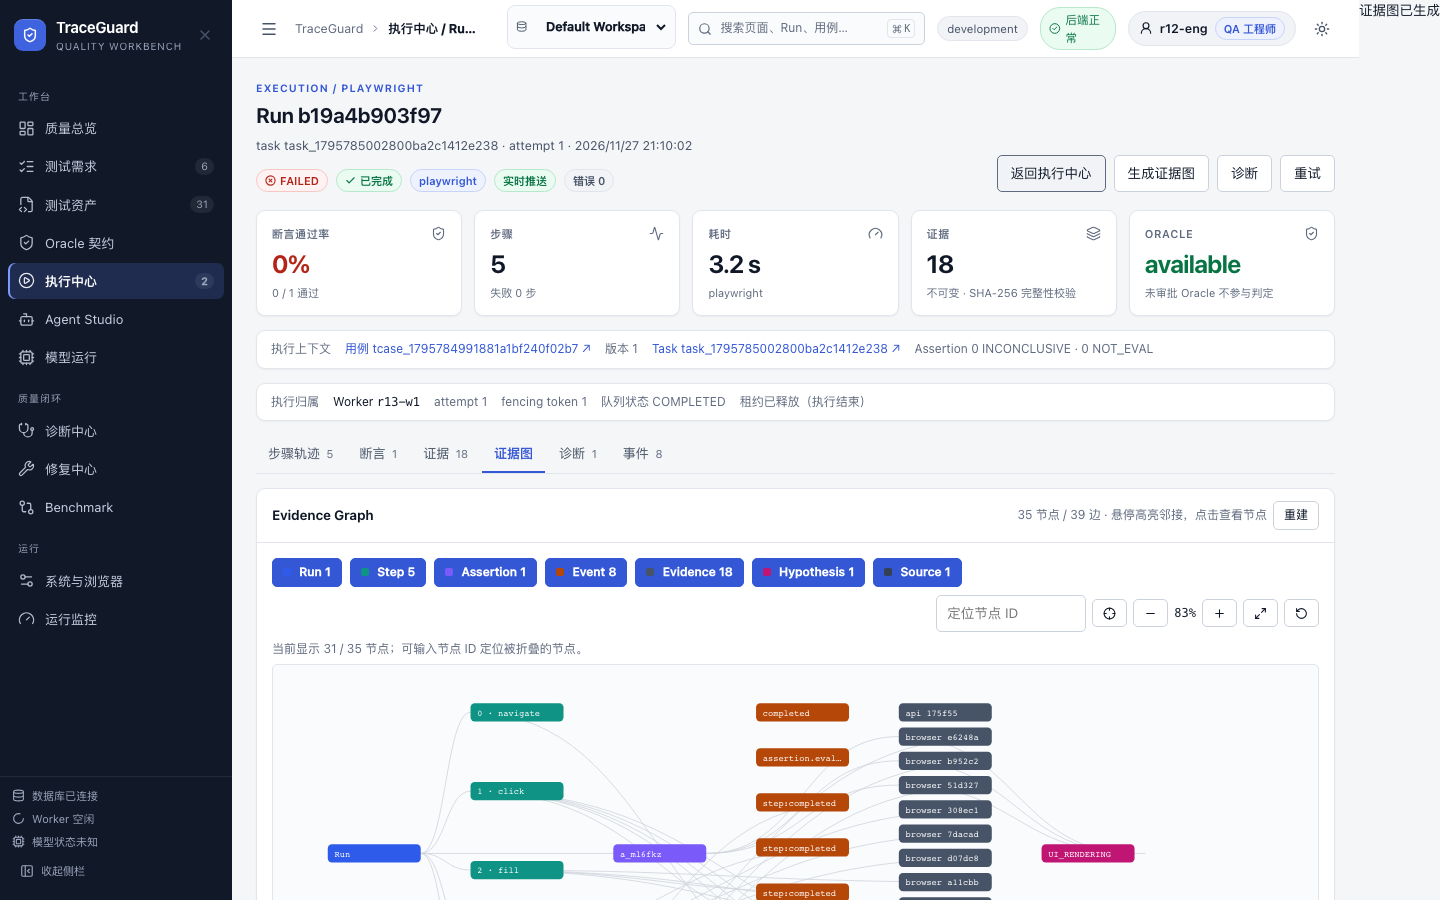 TraceGuard
QUALITY WORKBENCH
工作台
质量总览
测试需求 6
测试资产 31
Oracle 契约
执行中心 2
Agent Studio
模型运行
质量闭环
诊断中心
修复中心
Benchmark
运行
系统与浏览器
运行监控
数据库已连接
Worker 空闲
模型状态未知
收起侧栏
TraceGuard > 执行中心 / Ru...
Default Workspa
搜索页面、Run、用例... ⌘ K
development
后端正常
r12-eng QA 工程师
证据图已生成
EXECUTION / PLAYWRIGHT
Run b19a4b903f97
task task_1795785002800ba2c1412e238 · attempt 1 · 2026/11/27 21:10:02
FAILED 已完成 playwright 实时推送 错误 0
返回执行中心 生成证据图 诊断 重试
断言通过率
0%
0 / 1 通过
步骤
5
失败 0 步
耗时
3.2 s
playwright
证据
18
不可变 · SHA-256 完整性校验
ORACLE
available
未审批 Oracle 不参与判定
执行上下文 用例 tcase_1795784991881a1bf240f02b7 ↗ 版本 1 Task task_1795785002800ba2c1412e238 ↗ Assertion 0 INCONCLUSIVE · 0 NOT_EVAL
执行归属 Worker r13-w1 attempt 1 fencing token 1 队列状态 COMPLETED 租约已释放（执行结束）
步骤轨迹 5 断言 1 证据 18 证据图 诊断 1 事件 8
Evidence Graph
35 节点 / 39 边 · 悬停高亮邻接，点击查看节点 重建
Run 1 Step 5 Assertion 1 Event 8 Evidence 18 Hypothesis 1 Source 1
定位节点 ID − 83% +
当前显示 31 / 35 节点；可输入节点 ID 定位被折叠的节点。
Run
0 · navigate
1 · click
2 · fill
a_ml6fkz
completed
assertion.eval…
step:completed
step:completed
step:completed
api 175f55
browser e6248a
browser b952c2
browser 51d327
browser 308ec1
browser 7dacad
browser d07dc8
browser a11cbb
UI_RENDERING